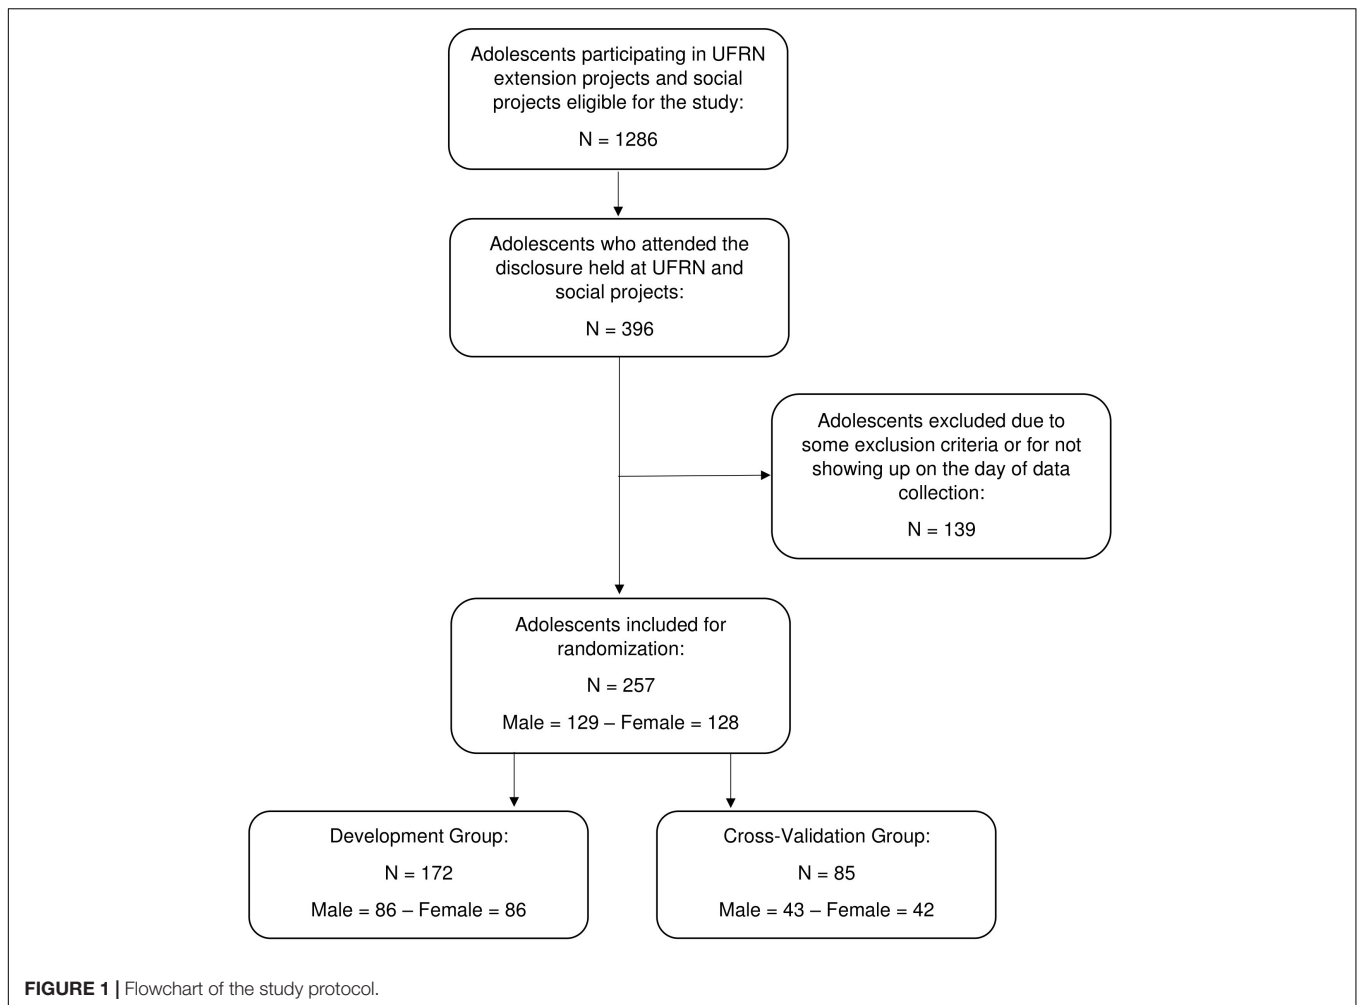 Adolescents participating in UFRN
extension projects and social
projects eligible for the study:
N = 1286
Adolescents who attended the
disclosure held at UFRN and
social projects:
N = 396
Adolescents excluded due to
some exclusion criteria or for not
showing up on the day of data
collection:
N = 139
Adolescents included for
randomization:
N = 257
Male = 129 – Female = 128
Development Group:
N = 172
Male = 86 – Female = 86
Cross-Validation Group:
N = 85
Male = 43 – Female = 42
FIGURE 1 | Flowchart of the study protocol.